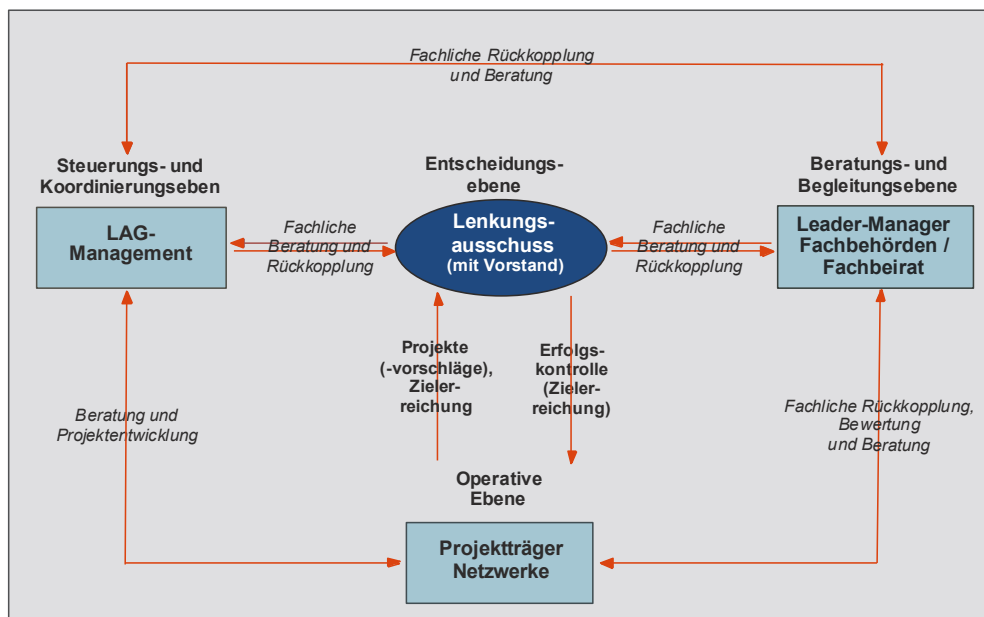 Fachliche Rückkopplung
und Beratung
Steuerungs- und
Koordinierungseben
Entscheidungs-
ebene
Beratungs- und
Begleitungsebene
LAG-
Management
Fachliche
Beratung und
Rückkopplung
Lenkungs-
ausschuss
(mit Vorstand)
Fachliche
Beratung und
Rückkopplung
Leader-Manager
Fachbehörden /
Fachbeirat
Projekte
(-vorschläge),
Zieler-
reichung
Erfolgs-
kontrolle
(Zieler-
reichung)
Beratung und
Projektentwicklung
Fachliche Rückkopplung,
Bewertung
und Beratung
Operative
Ebene
Projektträger
Netzwerke